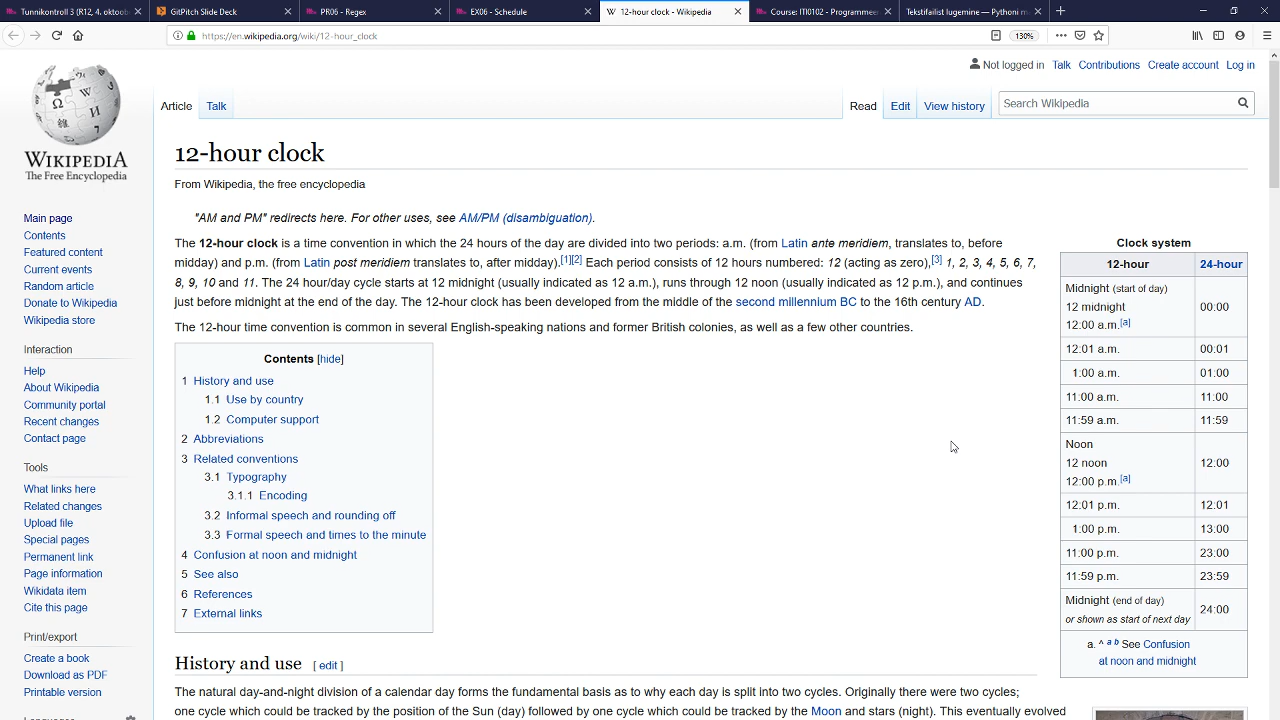 Tunnikontroll 3 (R12, 4. oktoob
GitPitch Slide Deck
PR06 - Regex
EX06 - Schedule
12-hour clock - Wikipedia
Course: ITI0102 - Programmee
Tekstifailist lugemine — Pythoni m
https://en.wikipedia.org/wiki/12-hour_clock
130%
Not logged in Talk Contributions Create account Log in
Article Talk
Read Edit View history
Search Wikipedia
WIKIPEDIA
The Free Encyclopedia
Main page
Contents
Featured content
Current events
Random article
Donate to Wikipedia
Wikipedia store
Interaction
Help
About Wikipedia
Community portal
Recent changes
Contact page
Tools
What links here
Related changes
Upload file
Special pages
Permanent link
Page information
Wikidata item
Cite this page
Print/export
Create a book
Download as PDF
Printable version
Languages
12-hour clock
From Wikipedia, the free encyclopedia
"AM and PM" redirects here. For other uses, see AM/PM (disambiguation).
The 12-hour clock is a time convention in which the 24 hours of the day are divided into two periods: a.m. (from Latin ante meridiem, translates to, before
midday) and p.m. (from Latin post meridiem translates to, after midday).[1][2] Each period consists of 12 hours numbered: 12 (acting as zero),[3] 1, 2, 3, 4, 5, 6, 7,
8, 9, 10 and 11. The 24 hour/day cycle starts at 12 midnight (usually indicated as 12 a.m.), runs through 12 noon (usually indicated as 12 p.m.), and continues
just before midnight at the end of the day. The 12-hour clock has been developed from the middle of the second millennium BC to the 16th century AD.
The 12-hour time convention is common in several English-speaking nations and former British colonies, as well as a few other countries.
Contents [hide]
1 History and use
1.1 Use by country
1.2 Computer support
2 Abbreviations
3 Related conventions
3.1 Typography
3.1.1 Encoding
3.2 Informal speech and rounding off
3.3 Formal speech and times to the minute
4 Confusion at noon and midnight
5 See also
6 References
7 External links
History and use [ edit ]
The natural day-and-night division of a calendar day forms the fundamental basis as to why each day is split into two cycles. Originally there were two cycles;
one cycle which could be tracked by the position of the Sun (day) followed by one cycle which could be tracked by the Moon and stars (night). This eventually evolved
Clock system
12-hour 24-hour
Midnight (start of day)
12 midnight 00:00
12:00 a.m.[a]
12:01 a.m. 00:01
1:00 a.m. 01:00
11:00 a.m. 11:00
11:59 a.m. 11:59
Noon
12 noon 12:00
12:00 p.m.[a]
12:01 p.m. 12:01
1:00 p.m. 13:00
11:00 p.m. 23:00
11:59 p.m. 23:59
Midnight (end of day) 24:00
or shown as start of next day
a. ^ a b See Confusion
at noon and midnight